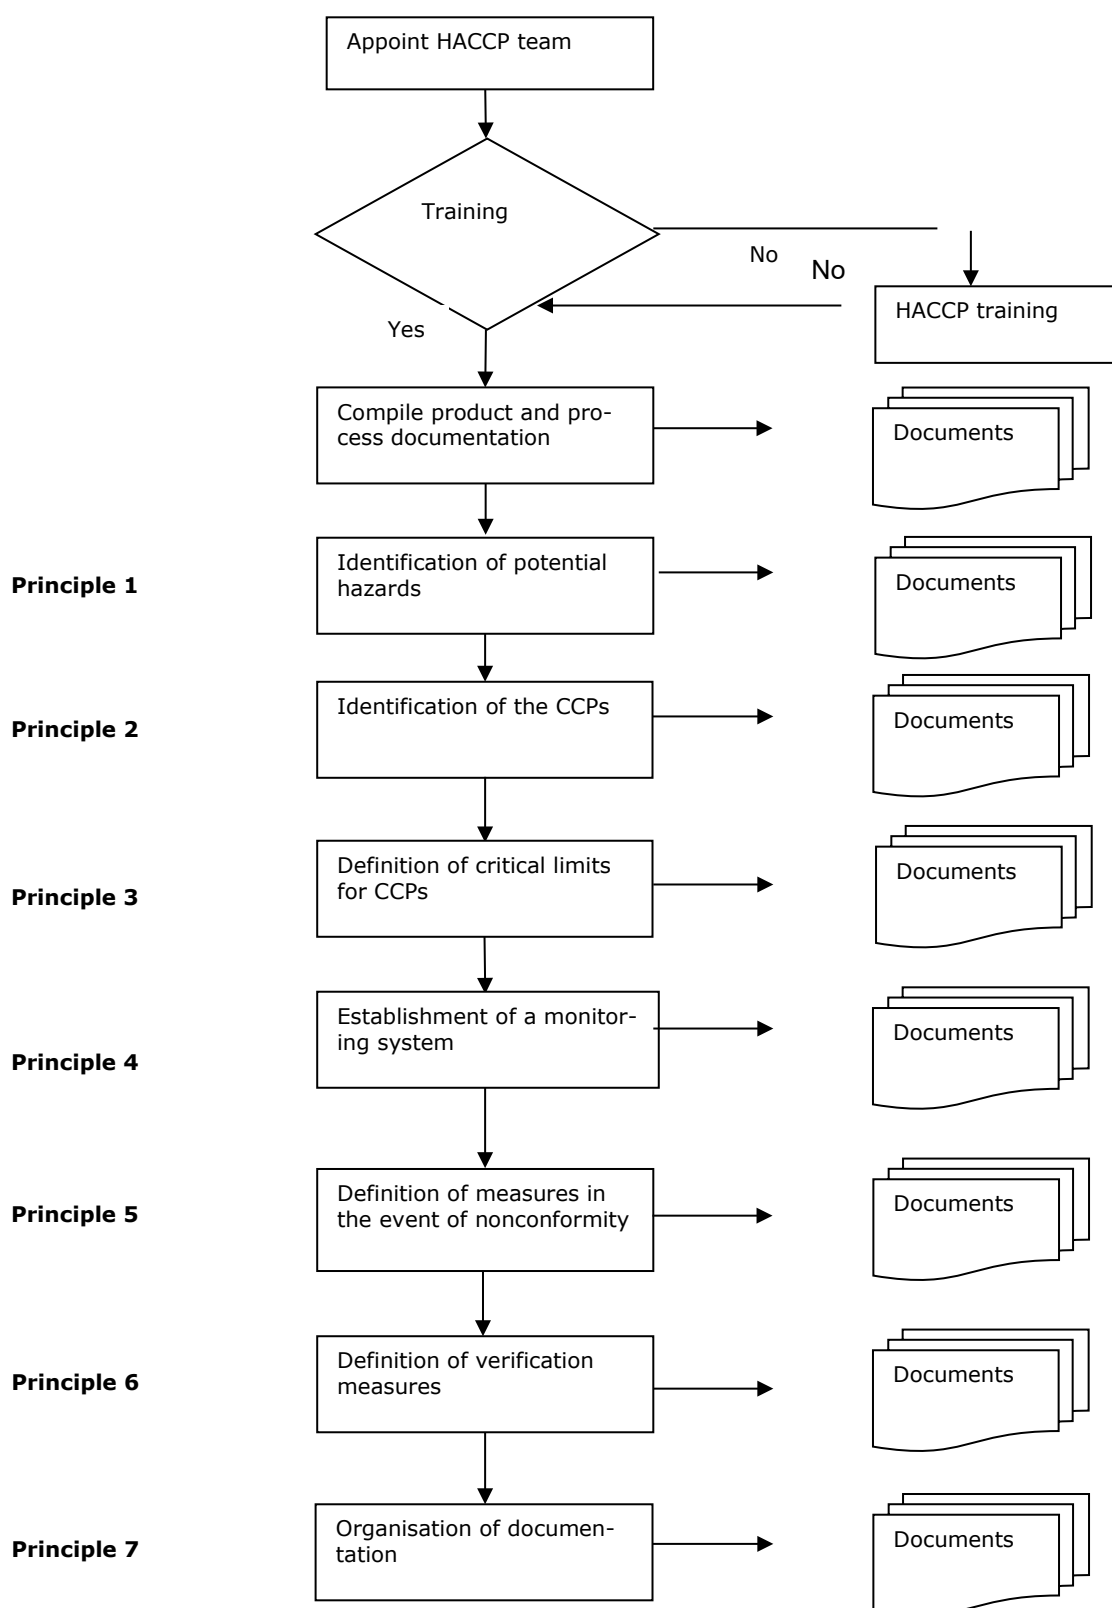 Appoint HACCP team
Training
No
No
HACCP training
Yes
Compile product and pro-
cess documentation
Documents
Principle 1
Identification of potential
hazards
Documents
Principle 2
Identification of the CCPs
Documents
Principle 3
Definition of critical limits
for CCPs
Documents
Principle 4
Establishment of a monitor-
ing system
Documents
Principle 5
Definition of measures in
the event of nonconformity
Documents
Principle 6
Definition of verification
measures
Documents
Principle 7
Organisation of documen-
tation
Documents